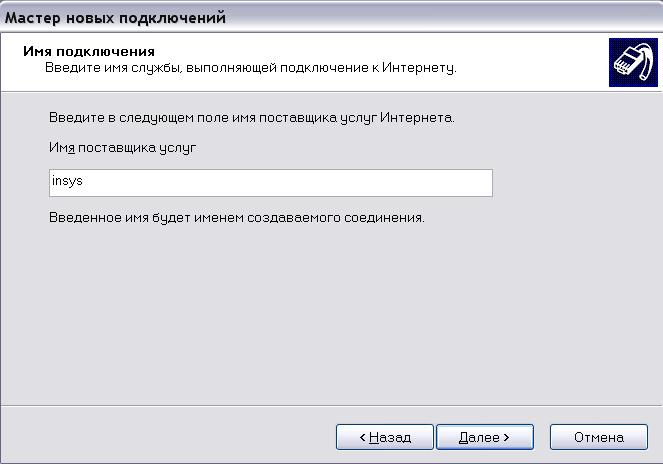 Мастер новых подключений
Имя подключения
Введите имя службы, выполняющей подключение к Интернету.
Введите в следующем поле имя поставщика услуг Интернета.
Имя поставщика услуг
insys
Введенное имя будет именем создаваемого соединения.
< Назад Далее > Отмена